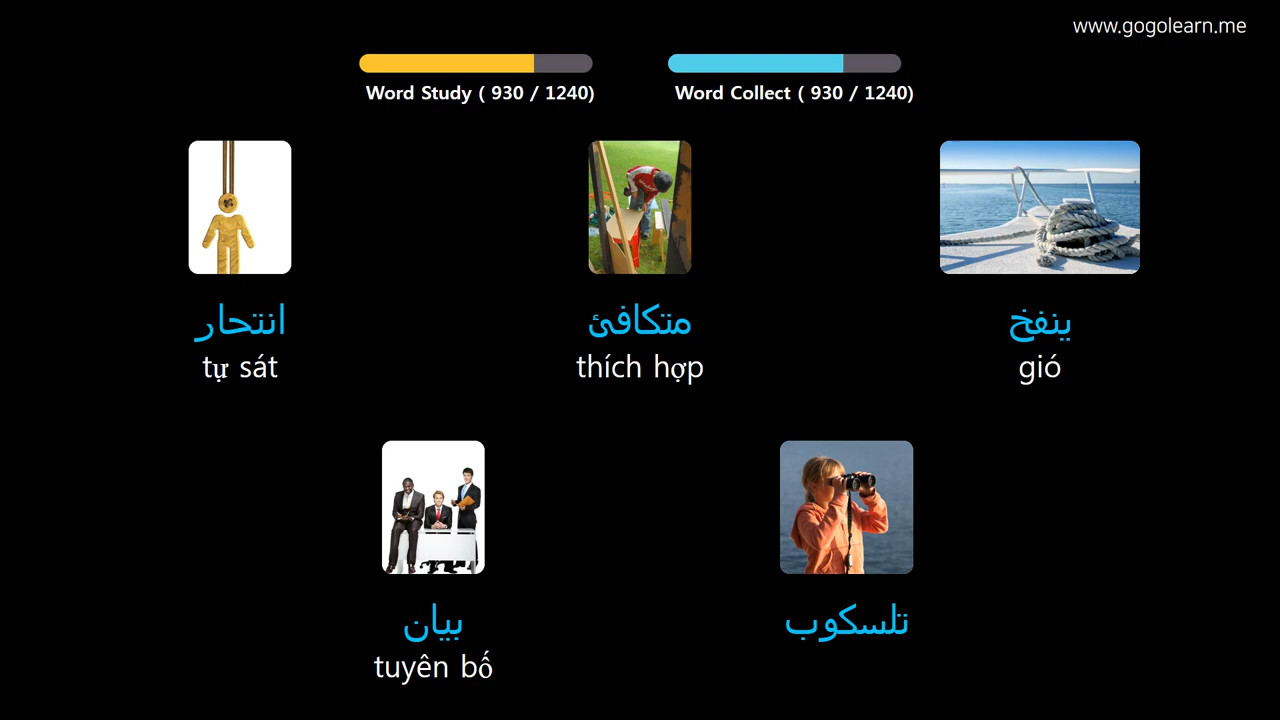 www.gogolearn.me
Word Study ( 930 / 1240)
Word Collect ( 930 / 1240)
انتحار
tự sát
متكافئ
thích hợp
ينفخ
gió
بيان
tuyên bố
تلسكوب